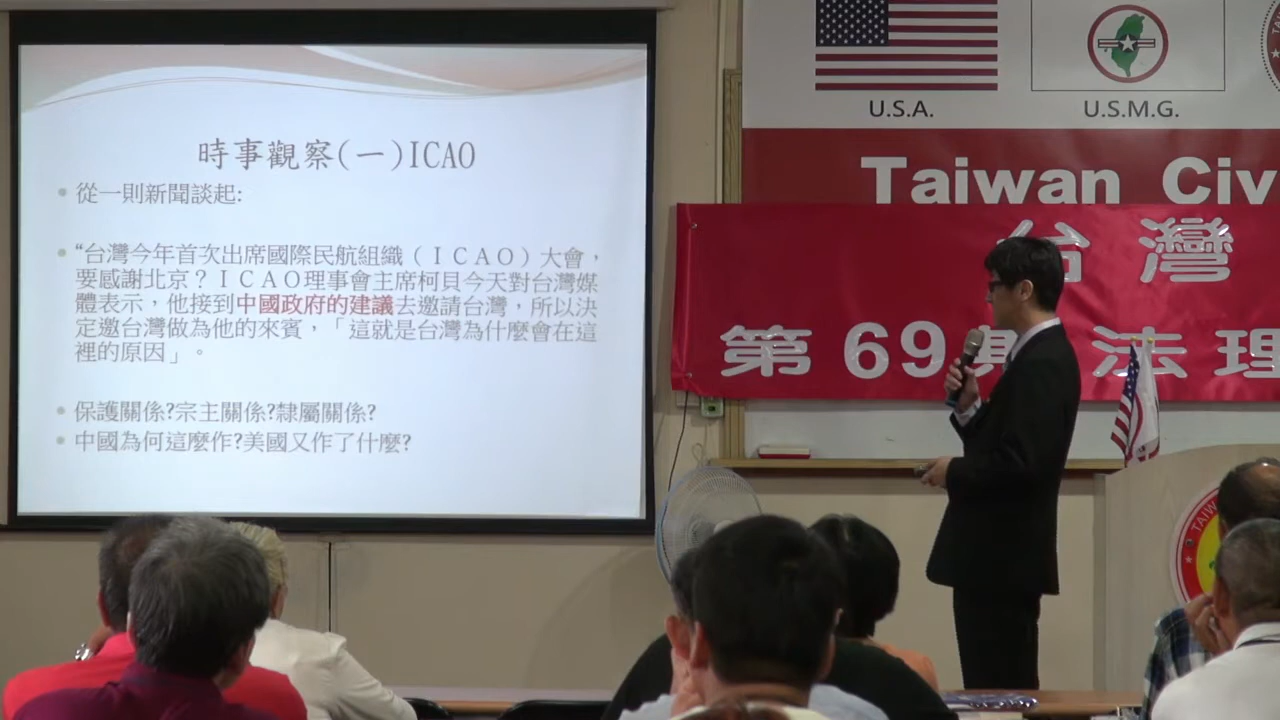 時事觀察(一)ICAO
從一則新聞談起:
“台灣今年首次出席國際民航組織（ＩＣＡＯ）大會，
要感謝北京？ＩＣＡＯ理事會主席柯貝今天對台灣媒
體表示，他接到中國政府的建議去邀請台灣，所以決
定邀台灣做為他的來賓，「這就是台灣為什麼會在這
裡的原因」。
保護關係?宗主關係?隸屬關係?
中國為何這麼作?美國又作了什麼?
U.S.A.
U.S.M.G.
Taiwan Civ
台灣
第69期法理
TAIWAN